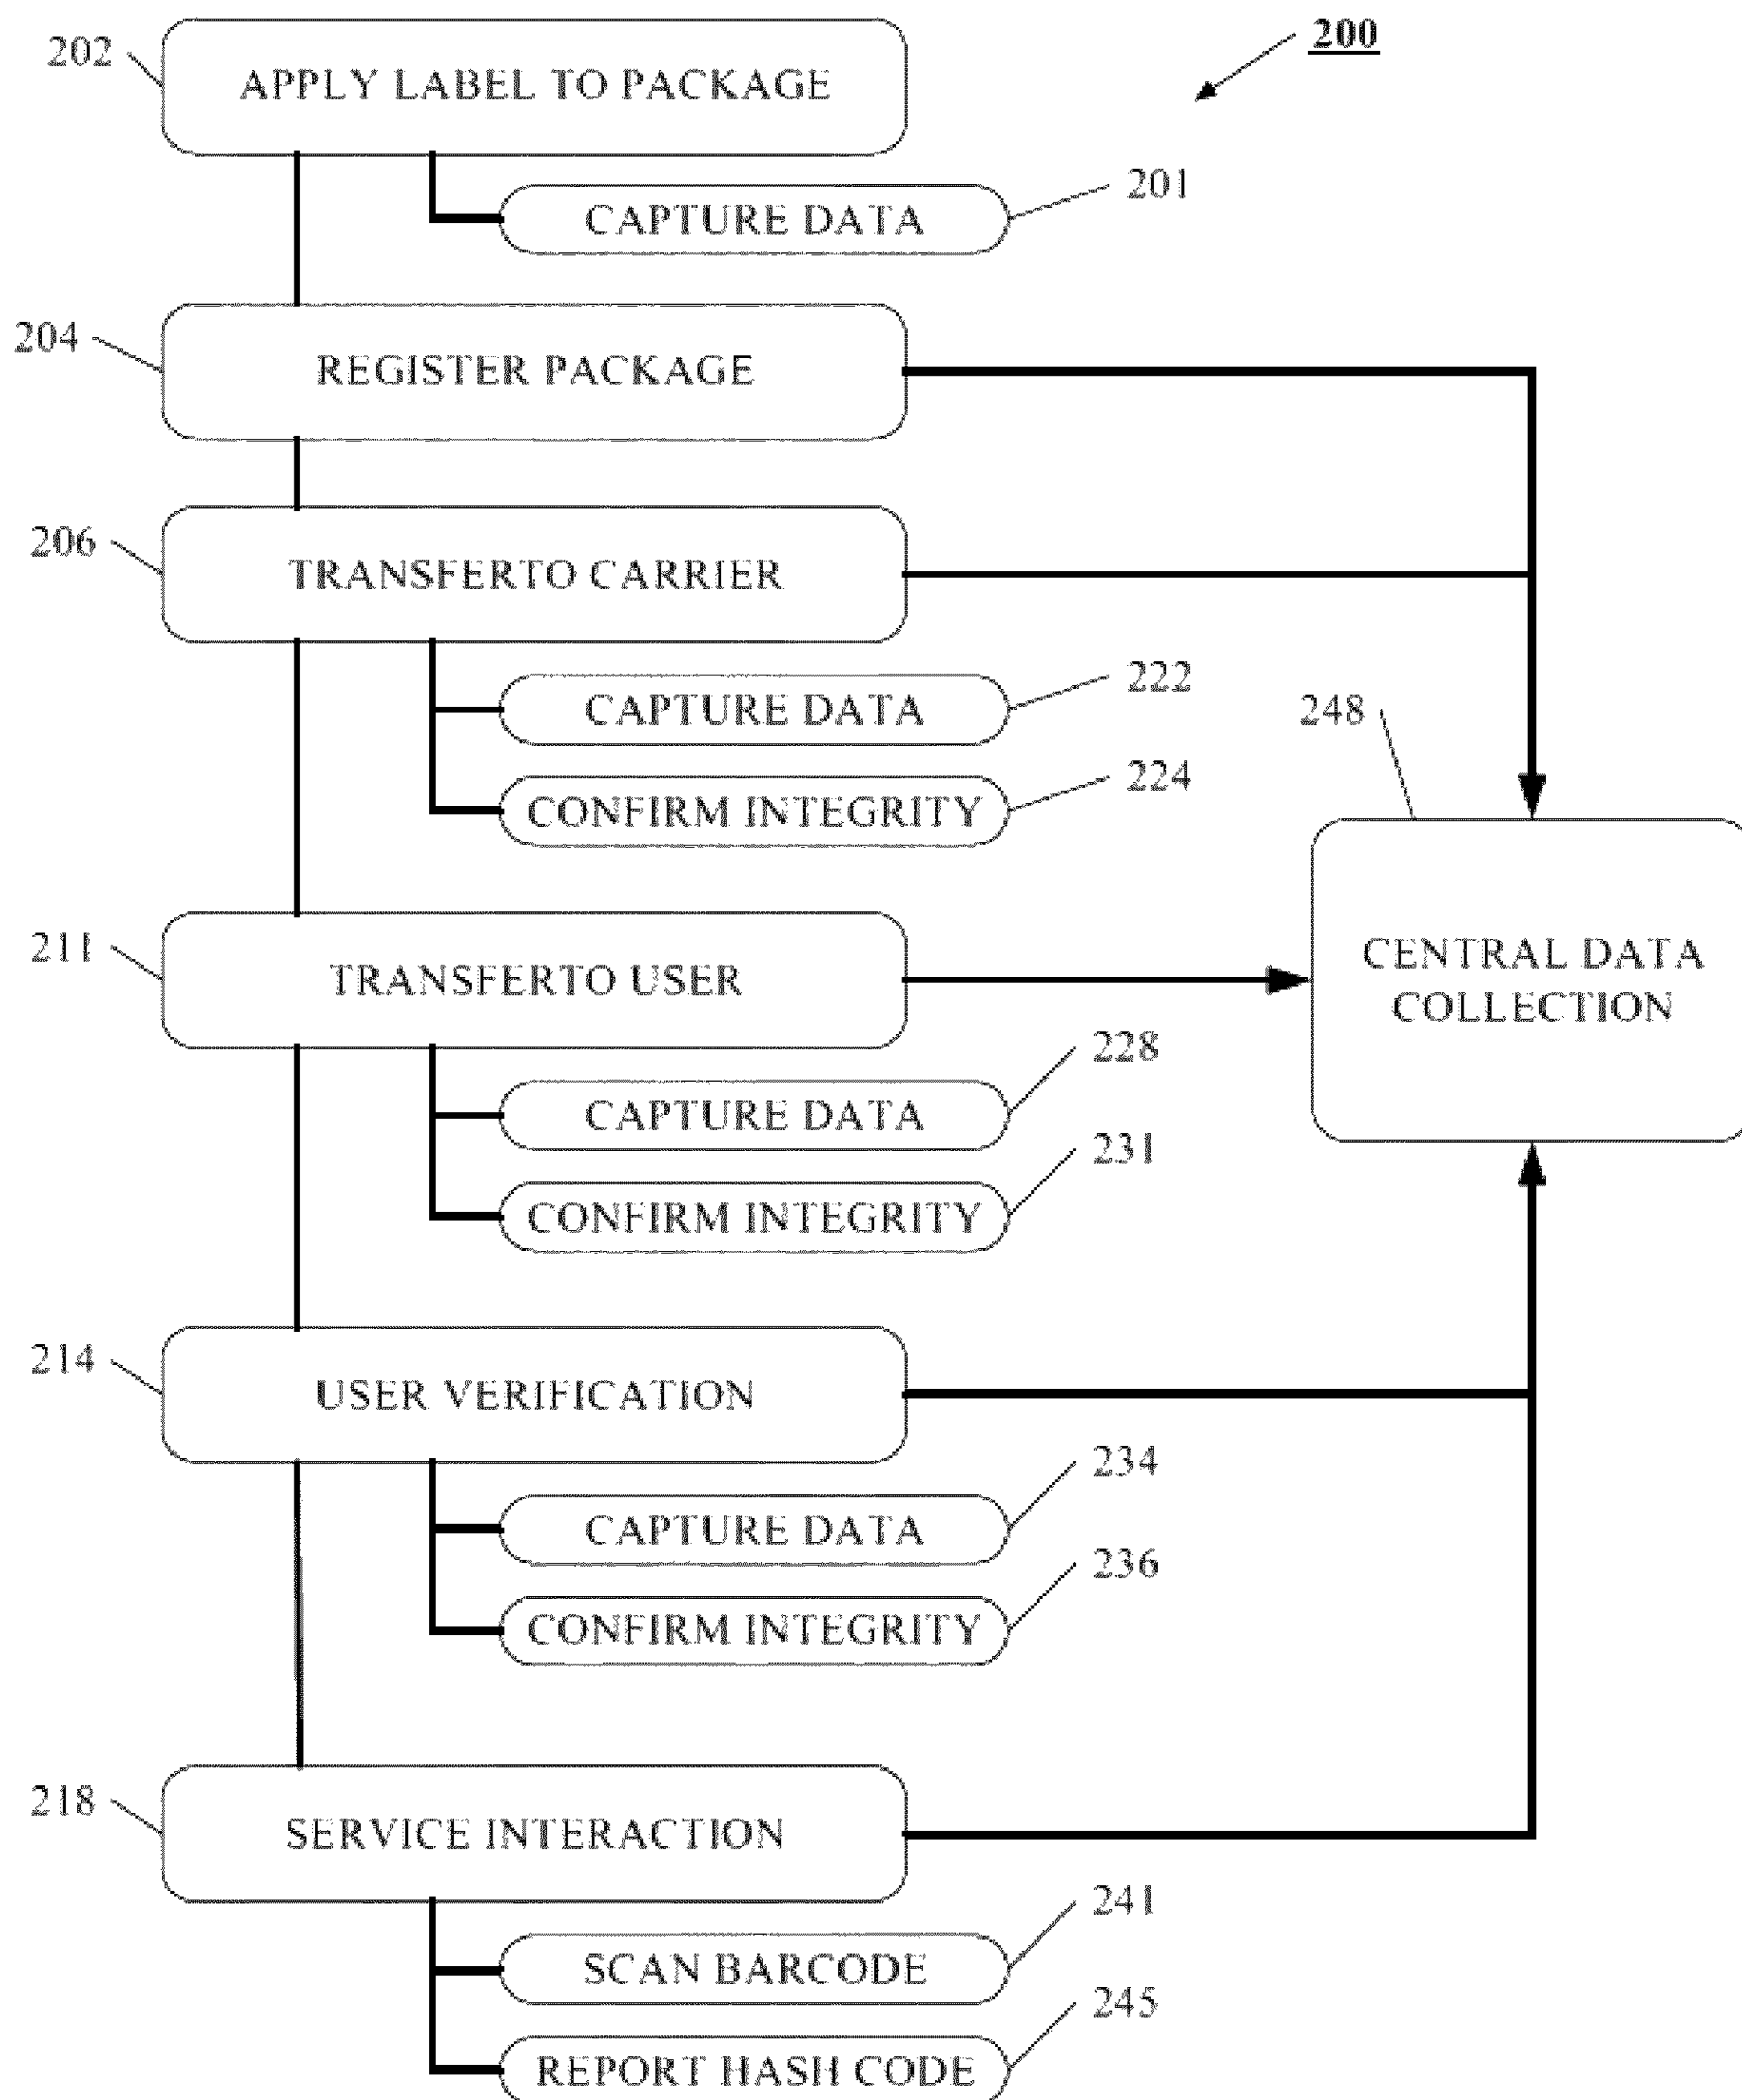 200
202
APPLY LABEL TO PACKAGE
201
CAPTURE DATA
204
REGISTER PACKAGE
206
TRANSFERTO CARRIER
222
CAPTURE DATA
248
224
CONFIRM INTEGRITY
211
TRANSFERTO USER
CENTRAL DATA
COLLECTION
228
CAPTURE DATA
231
CONFIRM INTEGRITY
214
USER VERIFICATION
234
CAPTURE DATA
236
CONFIRM INTEGRITY
218
SERVICE INTERACTION
241
SCAN BARCODE
245
REPORT HASH CODE